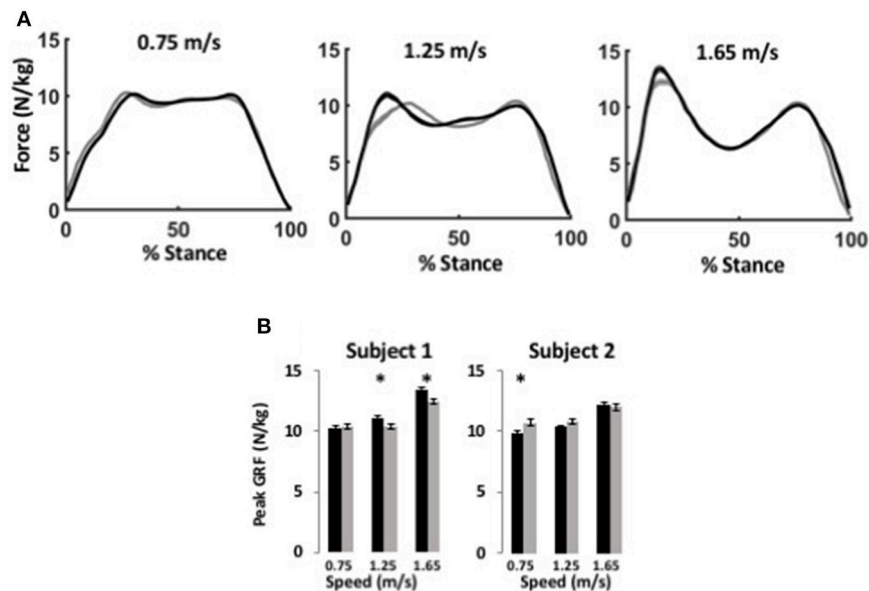 A
0.75 m/s
1.25 m/s
1.65 m/s
Force (N/kg)
15
10
5
0
0
50
100
% Stance
15
10
5
0
0
50
100
% Stance
15
10
5
0
0
50
100
% Stance
B
Subject 1
Subject 2
Peak GRF (N/kg)
15
10
5
0
* *
0.75 1.25 1.65
Speed (m/s)
15
10
5
0
*
0.75 1.25 1.65
Speed (m/s)